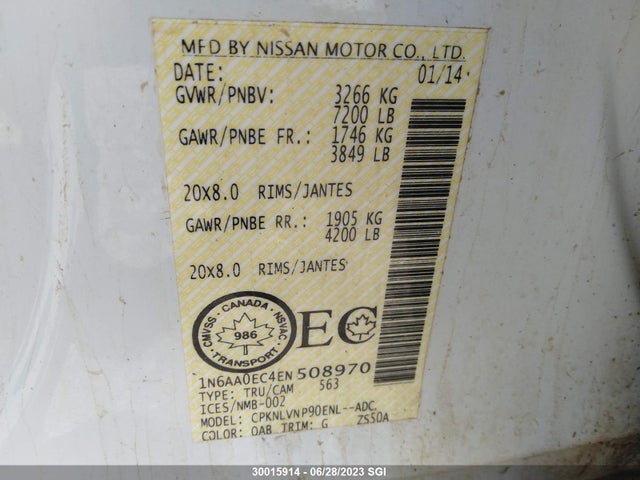 MFD BY NISSAN MOTOR CO., LTD.
DATE: 01/14
GVWR/PNBV: 3266 KG
7200 LB
GAWR/PNBE FR.: 1746 KG
3849 LB
20X8.0 RIMS/JANTES
GAWR/PNBE RR.: 1905 KG
4200 LB
20X8.0 RIMS/JANTES
CANADA
CMVSS NSVAC
986
TRANSPORT
EC
1N6AA0EC4EN508970
TYPE: TRU/CAM 563
ICES/NMB-002
MODEL: CPKNLVNP90ENL--ADC,
COLOR: QAB TRIM: G ZS50A
30015914 - 06/28/2023 SGI